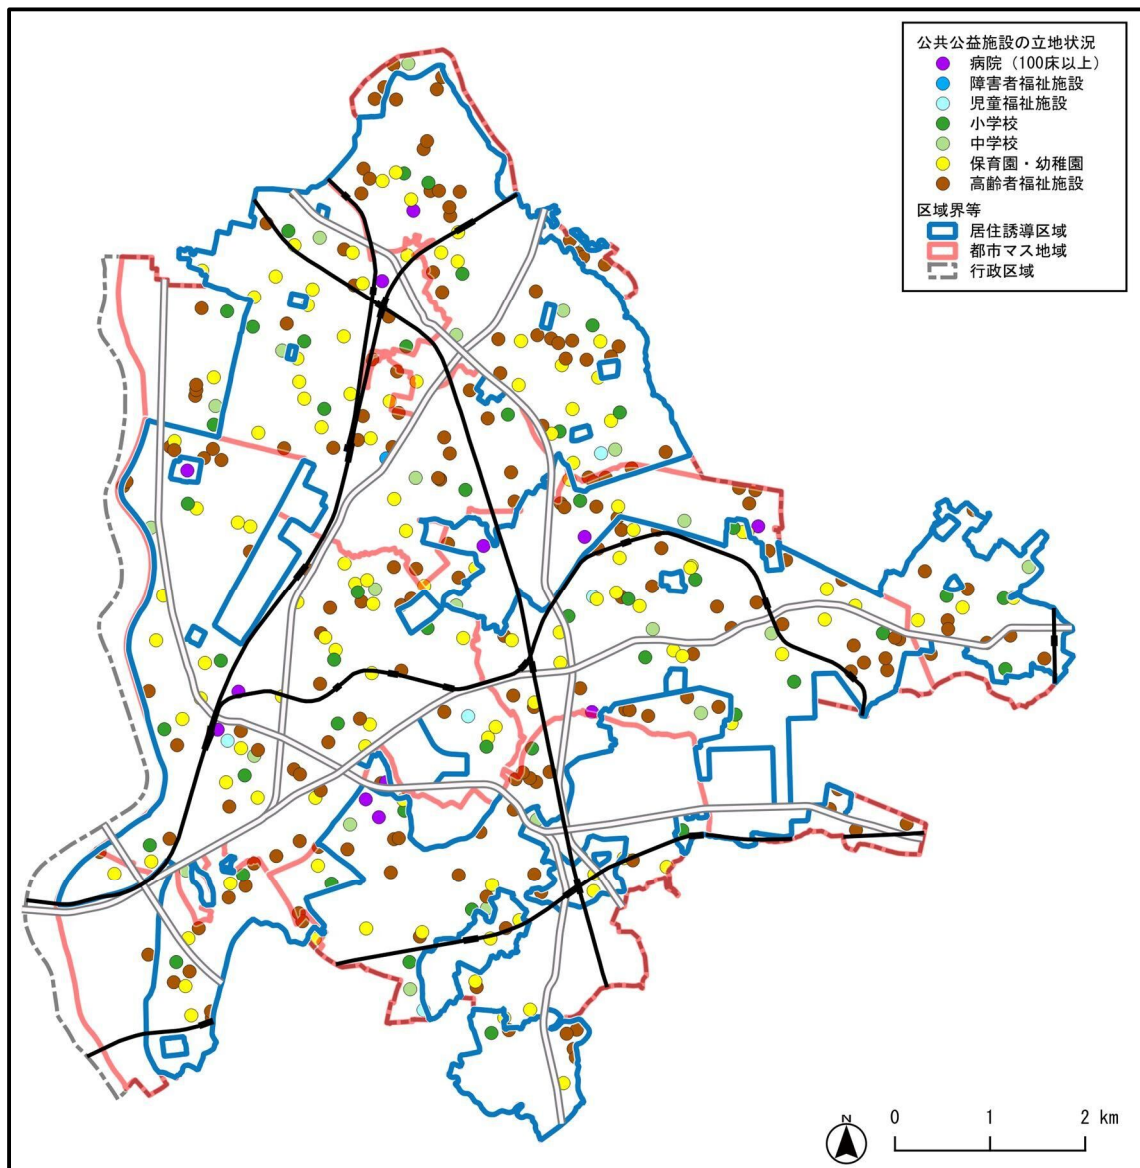 公共公益施設の立地状況
病院（100床以上）
障害者福祉施設
児童福祉施設
小学校
中学校
保育園・幼稚園
高齢者福祉施設
区域界等
居住誘導区域
都市マス地域
行政区域
N
0 1 2 km